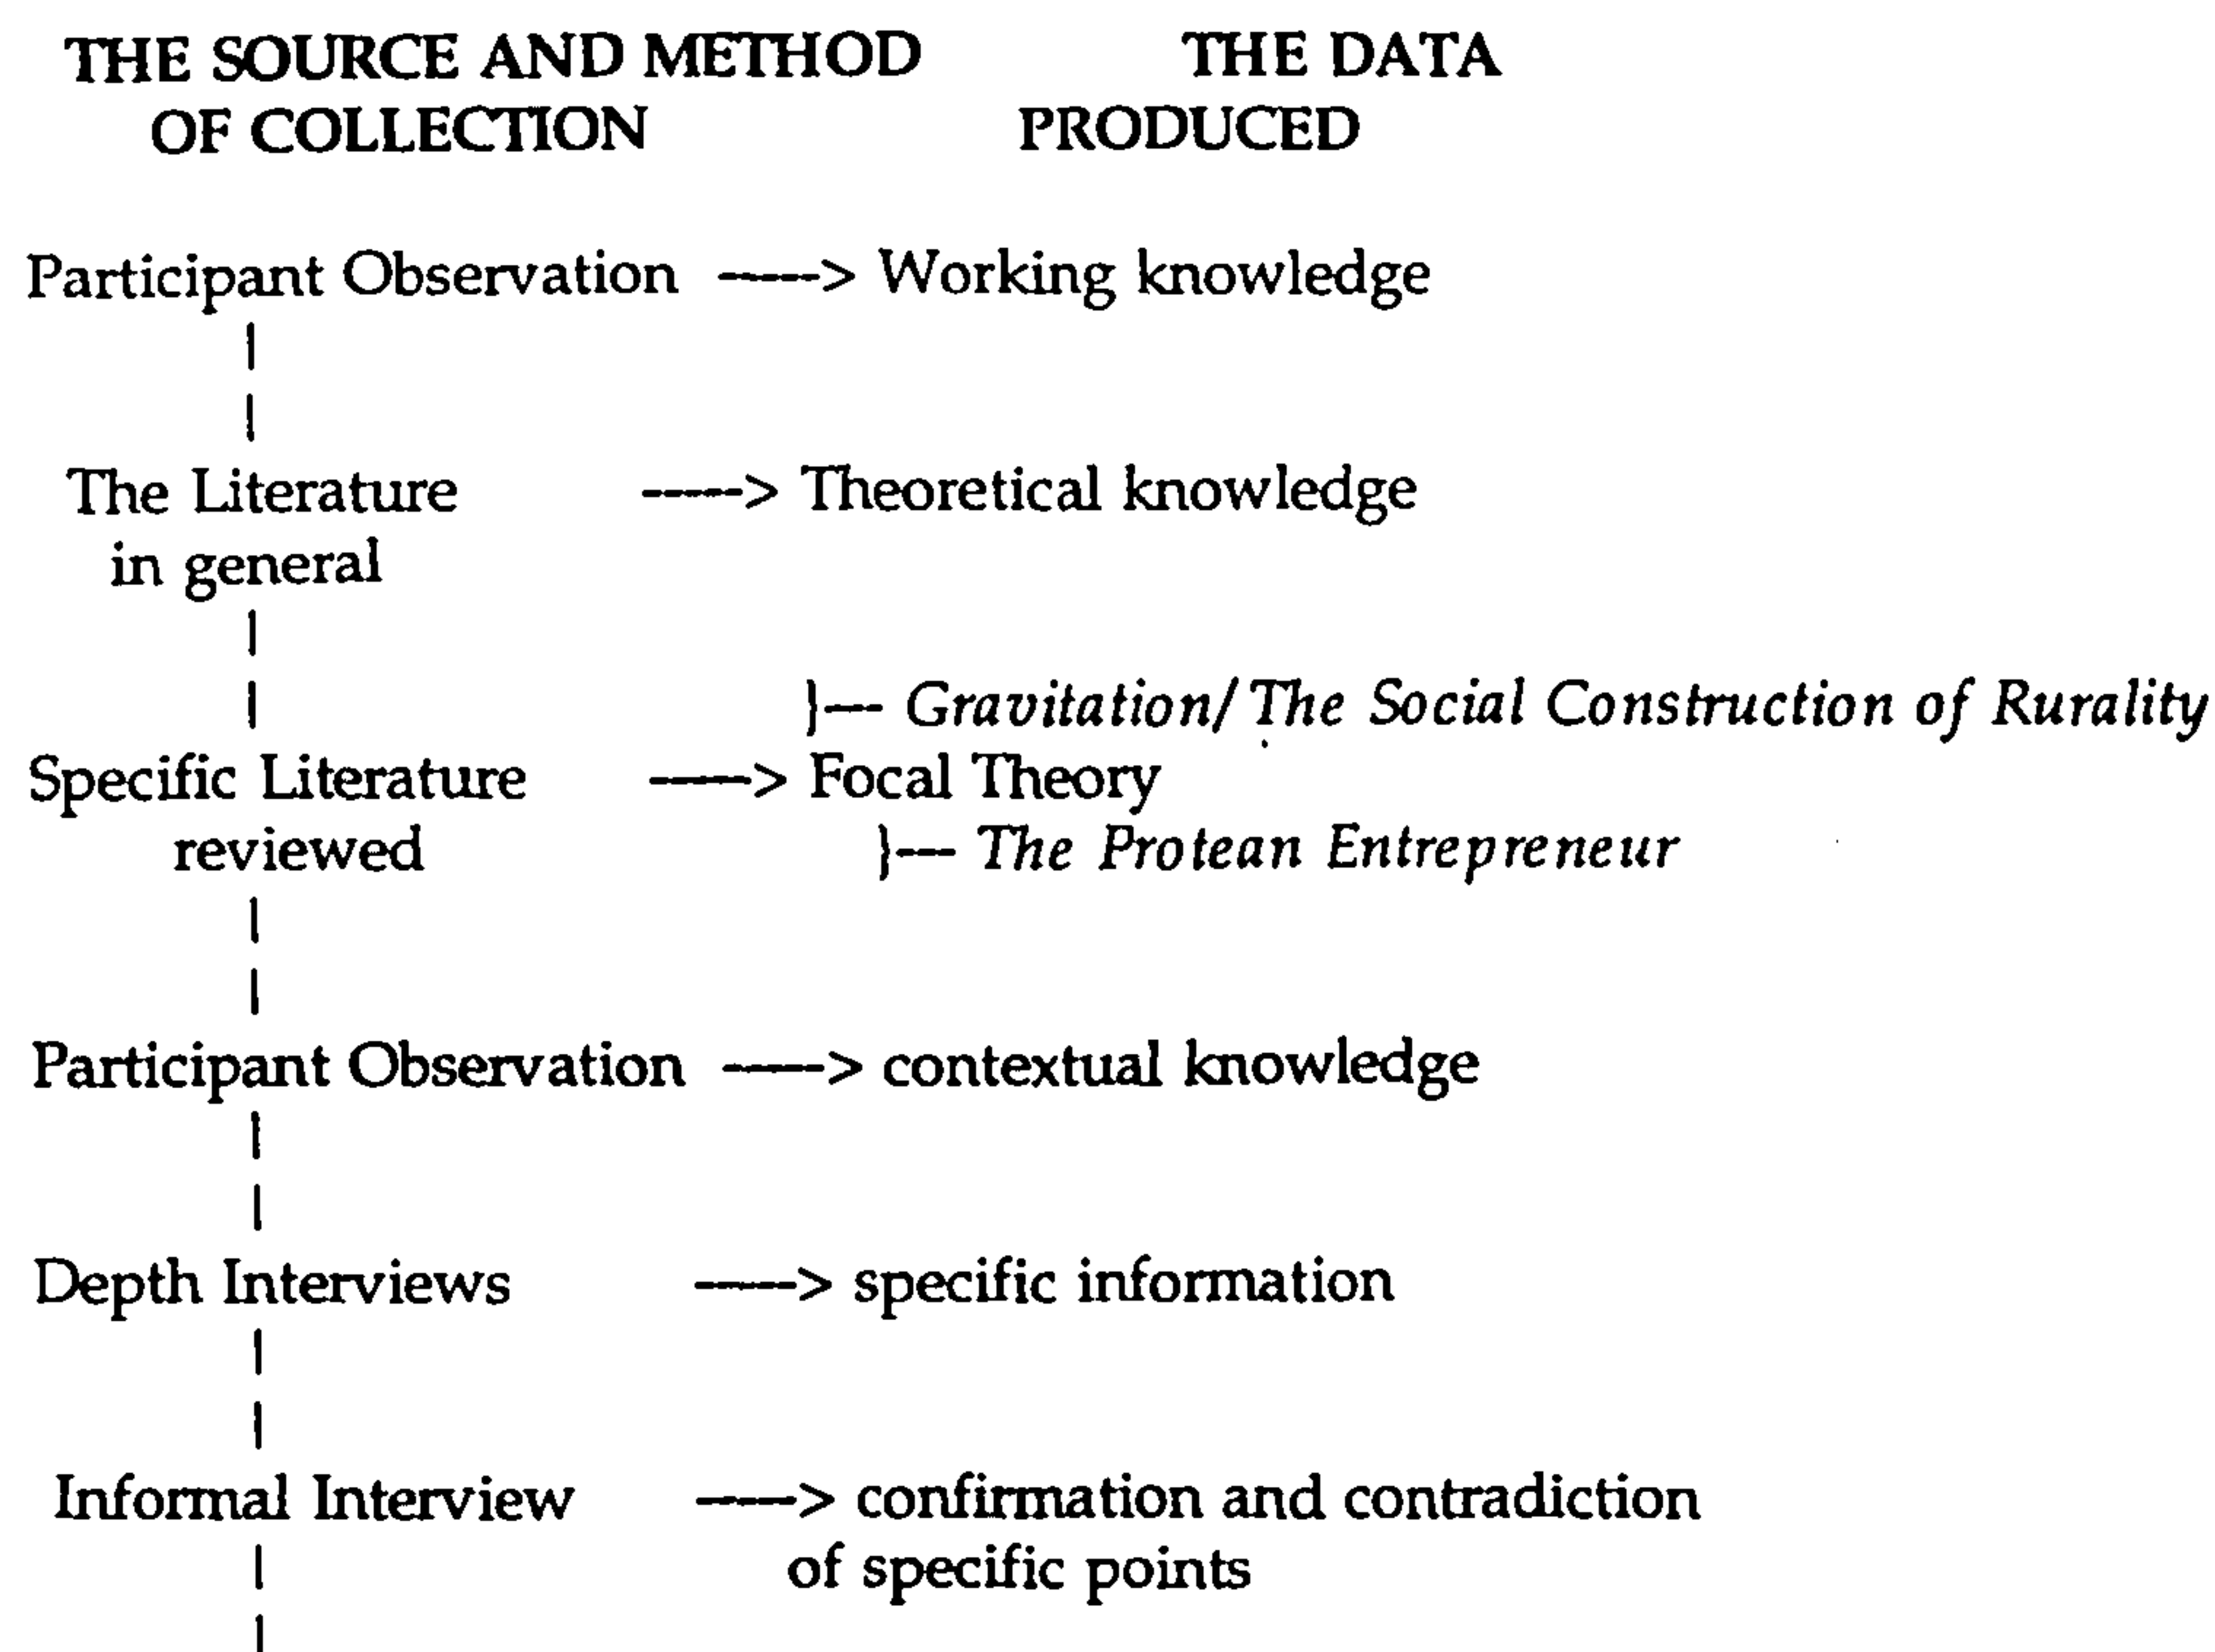 THE SOURCE AND METHOD THE DATA
OF COLLECTION PRODUCED
Participant Observation ----> Working knowledge
|
|
The Literature ----> Theoretical knowledge
in general
|
| }--- Gravitation/The Social Construction of Rurality
Specific Literature ----> Focal Theory
reviewed }--- The Protean Entrepreneur
|
|
Participant Observation ----> contextual knowledge
|
|
Depth Interviews ----> specific information
|
|
Informal Interview ----> confirmation and contradiction
| of specific points
|